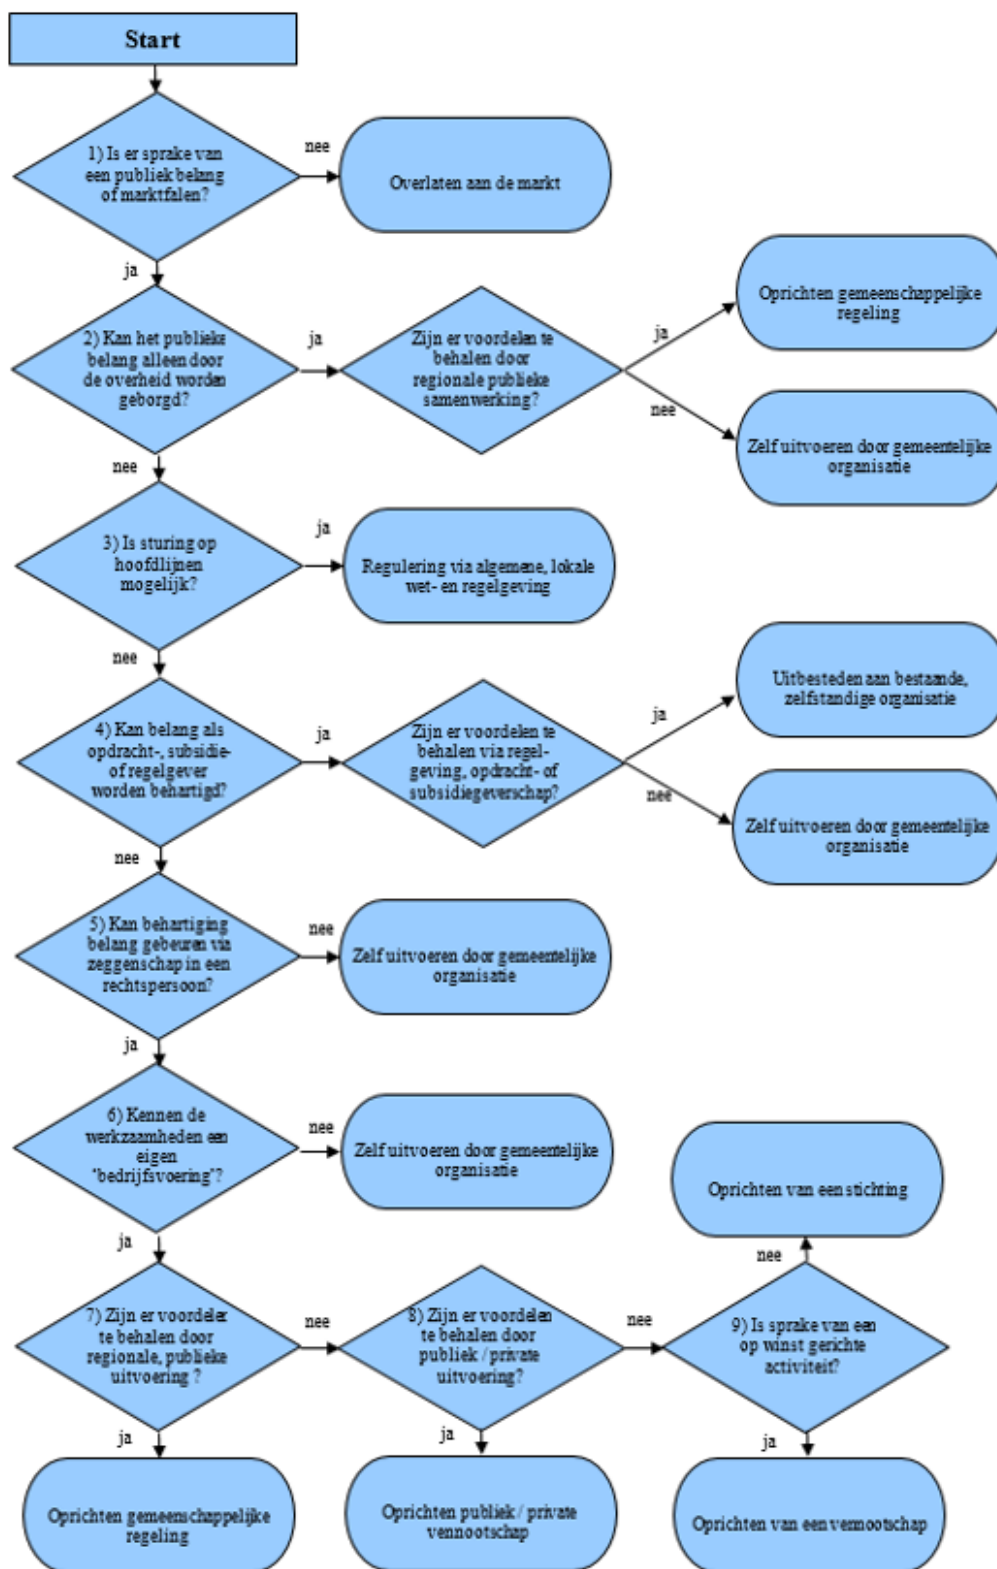 Start
1) Is er sprake van
een publiek belang
of marktfalen?
nee
Overlaten aan de markt
ja
2) Kan het publieke
belang alleen door
de overheid worden
geborgd?
ja
Zijn er voordelen te
behalen door
regionale publieke
samenwerking?
ja
Oprichten gemeenschappelijke
regeling
nee
Zelf uitvoeren door gemeentelijke
organisatie
nee
3) Is sturing op
hoofdlijnen
mogelijk?
ja
Regulering via algemene, lokale
wet- en regelgeving
nee
4) Kan belang als
opdracht-, subsidie-
of regelgever
worden behartigd?
ja
Zijn er voordelen te
behalen via regel-
geving, opdracht- of
subsidiegeverschap?
ja
Uitbesteden aan bestaande,
zelfstandige organisatie
nee
Zelf uitvoeren door gemeentelijke
organisatie
nee
5) Kan behartiging
belang gebeuren via
zeggenschap in een
rechtspersoon?
nee
Zelf uitvoeren door gemeentelijke
organisatie
ja
6) Kennen de
werkzaamheden een
eigen
"bedrijfsvoering"?
nee
Zelf uitvoeren door gemeentelijke
organisatie
ja
7) Zijn er voordelen
te behalen door
regionale, publieke
uitvoering ?
nee
8) Zijn er voordelen
te behalen door
publiek / private
uitvoering?
nee
9) Is sprake van een
op winst gerichte
activiteit?
nee
Oprichten van een stichting
ja
Oprichten gemeenschappelijke
regeling
ja
Oprichten publiek / private
vennootschap
ja
Oprichten van een vennootschap